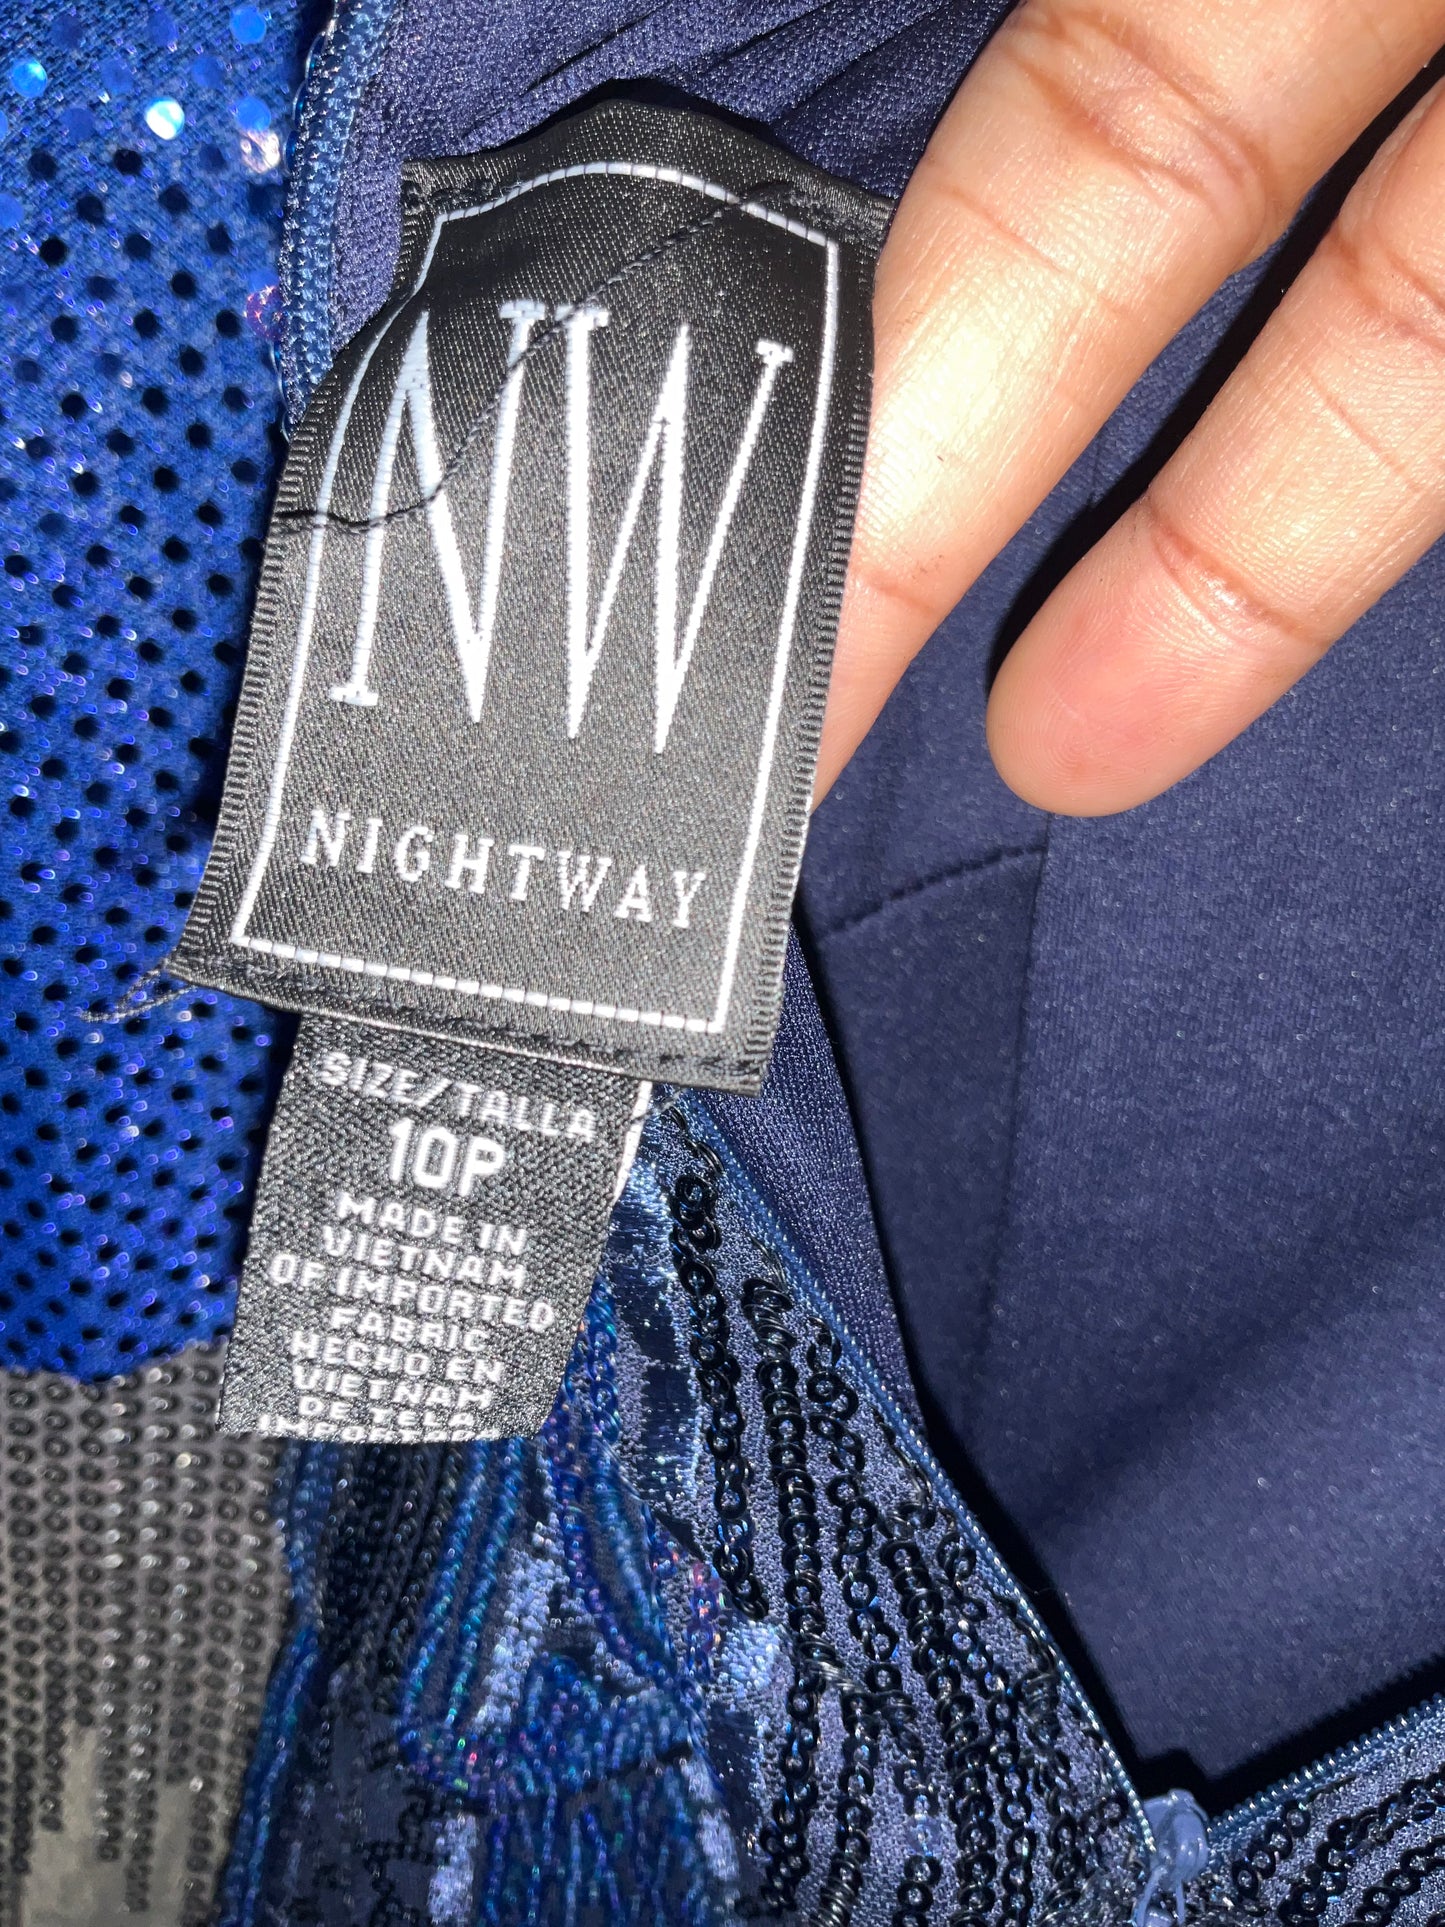 NW
NIGHTWAY
SIZE/TALLA
10P
MADE IN
VIETNAM
OF IMPORTED
FABRIC
HECHO EN
VIETNAM
DE TELA